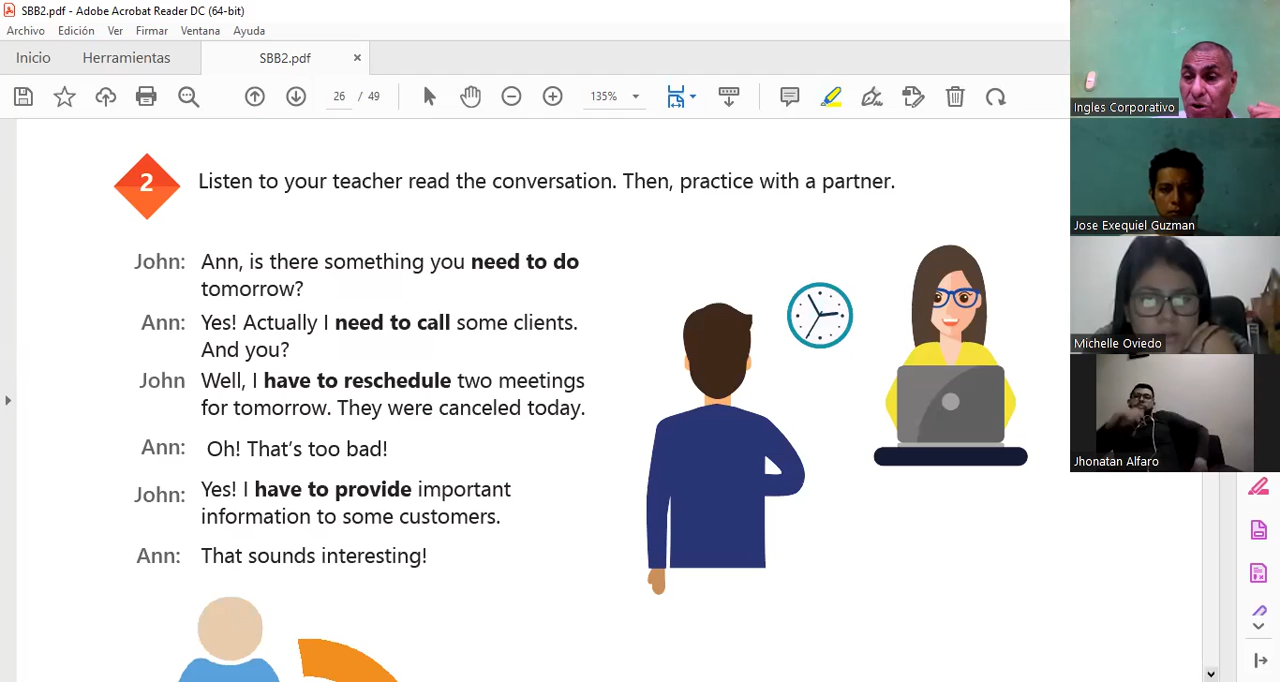 SBB2.pdf - Adobe Acrobat Reader DC (64-bit)
Archivo Edición Ver Firmar Ventana Ayuda
Inicio Herramientas SBB2.pdf ×
26 / 49 135%
2 Listen to your teacher read the conversation. Then, practice with a partner.
John: Ann, is there something you need to do
tomorrow?
Ann: Yes! Actually I need to call some clients.
And you?
John Well, I have to reschedule two meetings
for tomorrow. They were canceled today.
Ann: Oh! That's too bad!
John: Yes! I have to provide important
information to some customers.
Ann: That sounds interesting!
Ingles Corporativo
Jose Exequiel Guzman
Michelle Oviedo
Jhonatan Alfaro